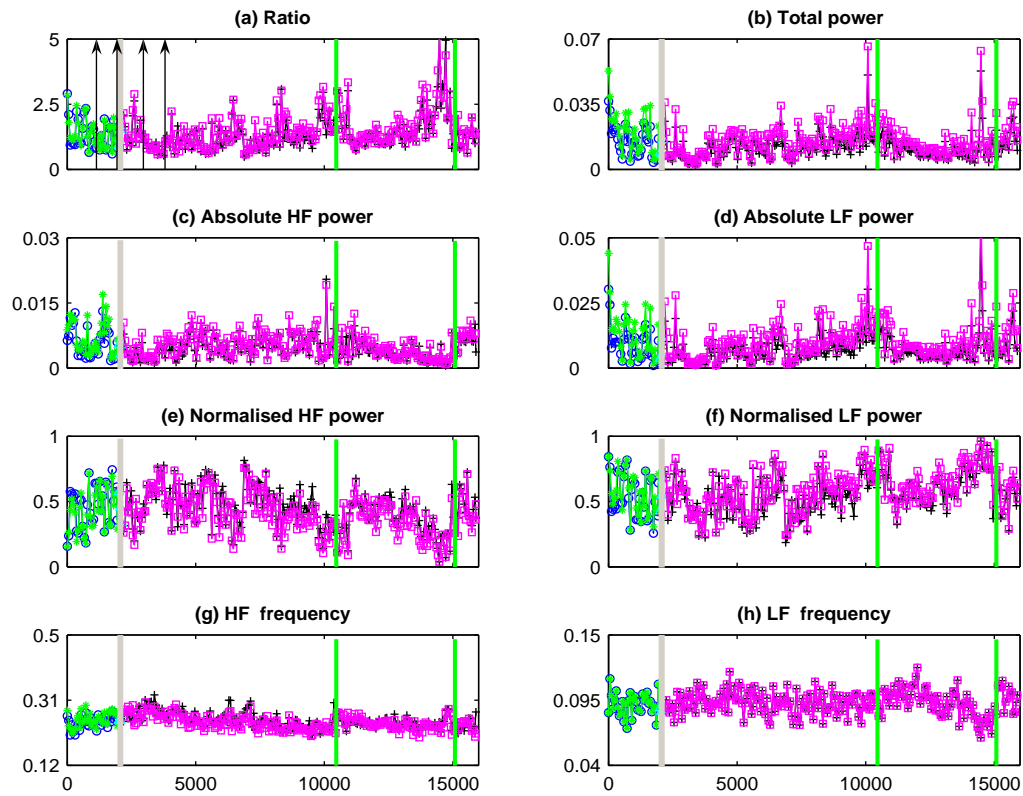 (a) Ratio
5
2.5
0
(b) Total power
0.07
0.035
0
(c) Absolute HF power
0.03
0.015
0
(d) Absolute LF power
0.05
0.025
0
(e) Normalised HF power
1
0.5
0
(f) Normalised LF power
1
0.5
0
(g) HF frequency
0.5
0.31
0.12
0 5000 10000 15000
(h) LF frequency
0.15
0.095
0.04
0 5000 10000 15000